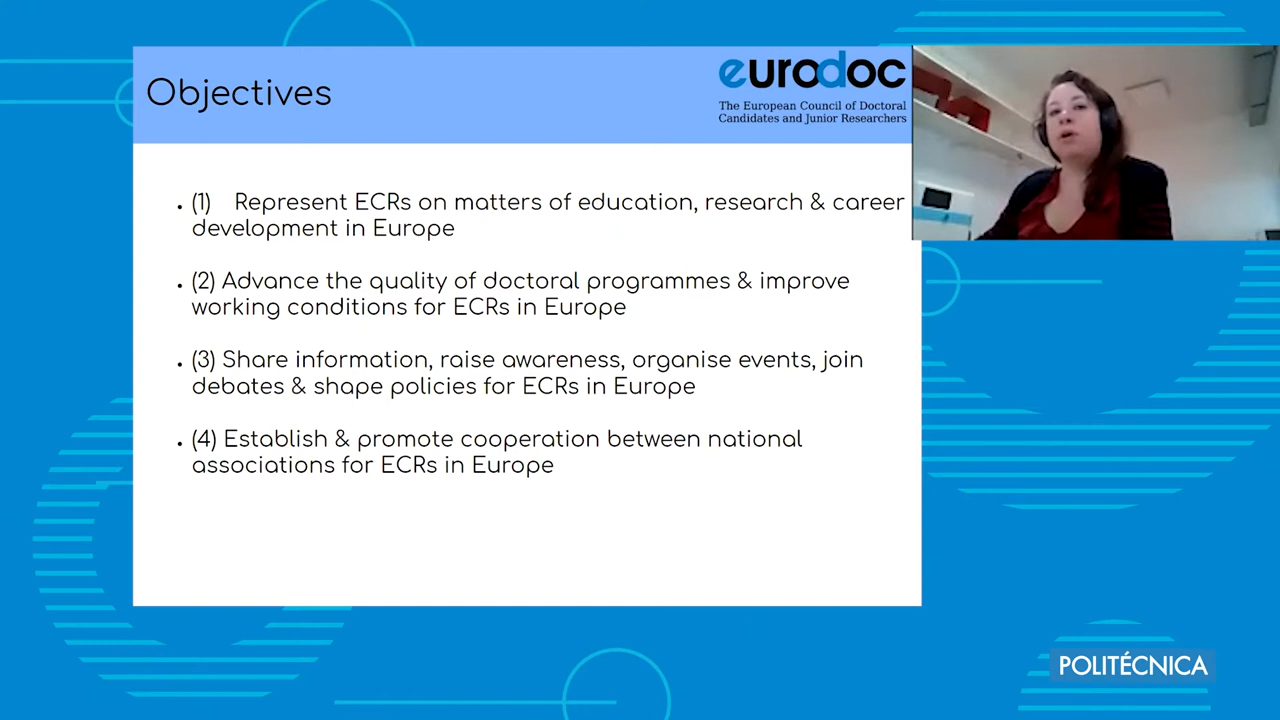 Objectives
eurodoc
The European Council of Doctoral
Candidates and Junior Researchers
• (1) Represent ECRs on matters of education, research & career
development in Europe
• (2) Advance the quality of doctoral programmes & improve
working conditions for ECRs in Europe
• (3) Share information, raise awareness, organise events, join
debates & shape policies for ECRs in Europe
• (4) Establish & promote cooperation between national
associations for ECRs in Europe
POLITÉCNICA